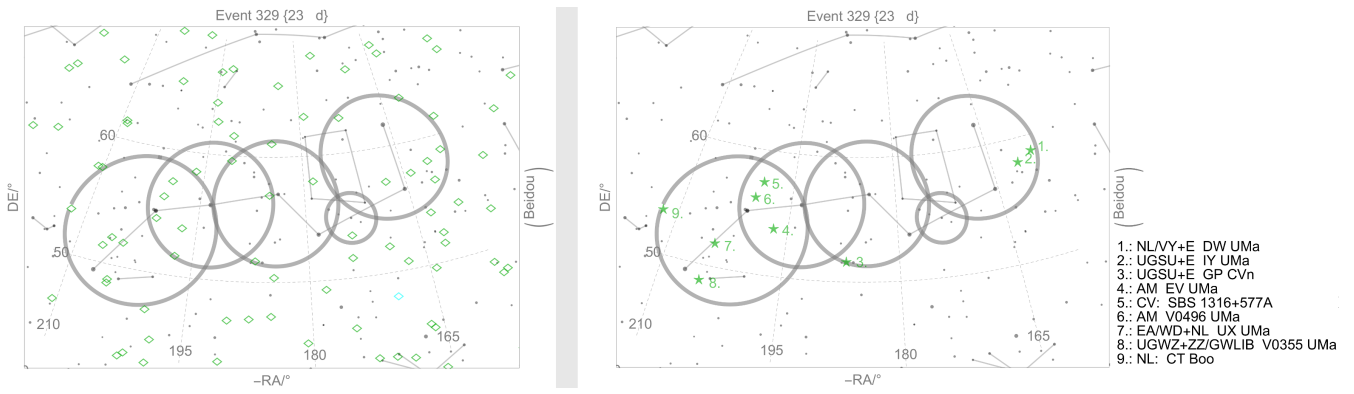 Event 329 {23 d}
DE/°
60
50
210
195
180
165
–RA/°
(Beidou)
Event 329 {23 d}
DE/°
60
50
210
195
180
165
–RA/°
(Beidou)
1.
2.
5.
6.
9.
4.
7.
3.
8.
1.: NL/VY+E DW UMa
2.: UGSU+E IY UMa
3.: UGSU+E GP CVn
4.: AM EV UMa
5.: CV: SBS 1316+577A
6.: AM V0496 UMa
7.: EA/WD+NL UX UMa
8.: UGWZ+ZZ/GWLIB V0355 UMa
9.: NL: CT Boo